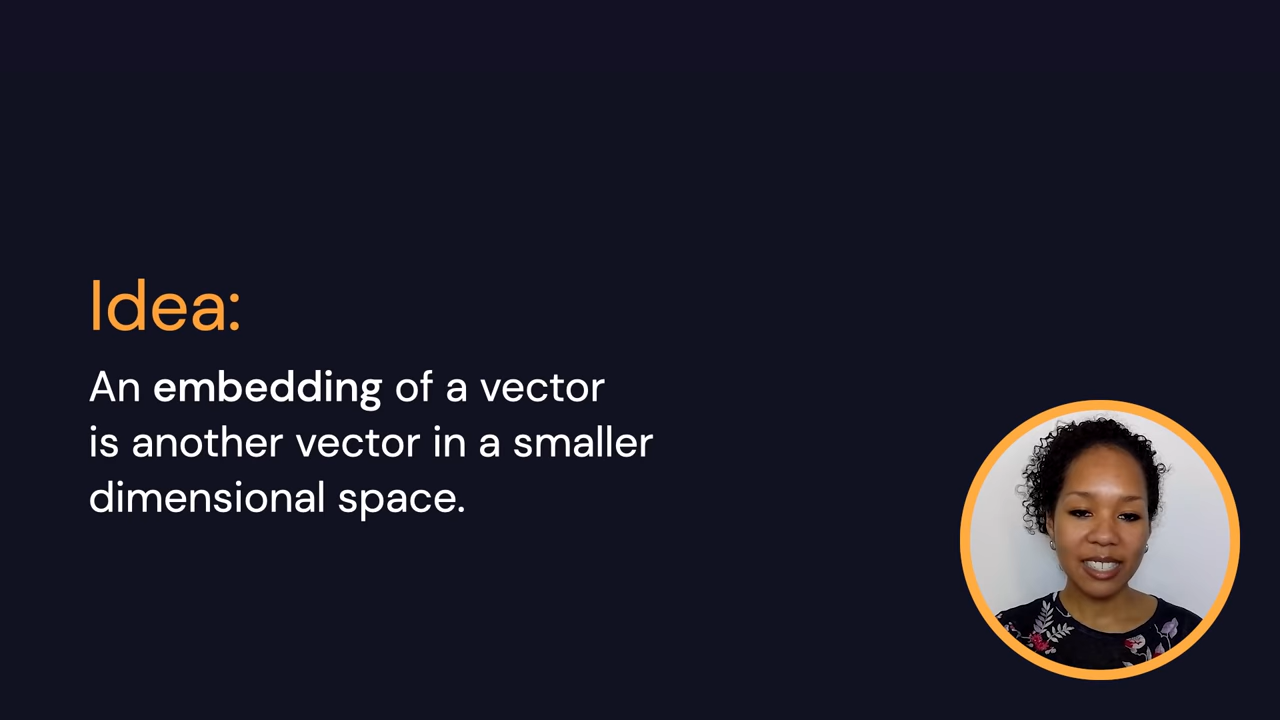 Idea:
An embedding of a vector
is another vector in a smaller
dimensional space.